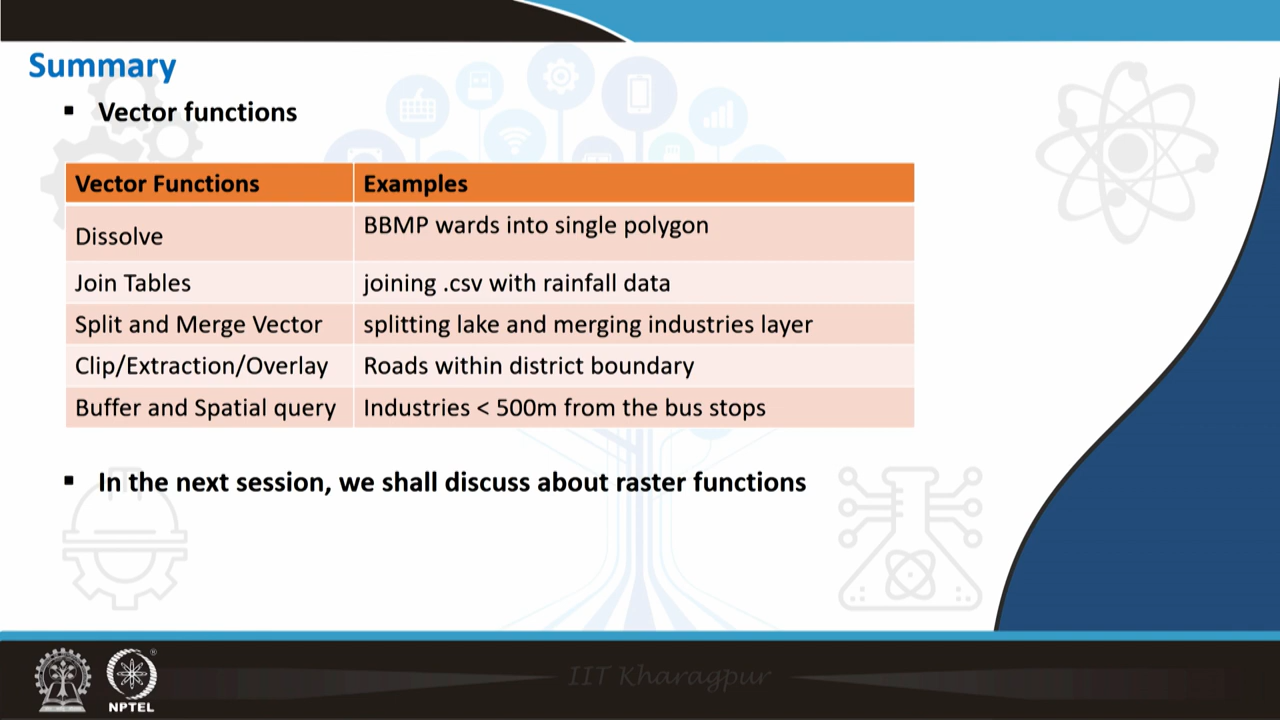 Summary
▪ Vector functions
Vector Functions Examples
Dissolve BBMP wards into single polygon
Join Tables joining .csv with rainfall data
Split and Merge Vector splitting lake and merging industries layer
Clip/Extraction/Overlay Roads within district boundary
Buffer and Spatial query Industries < 500m from the bus stops
▪ In the next session, we shall discuss about raster functions
IIT Kharagpur
NPTEL